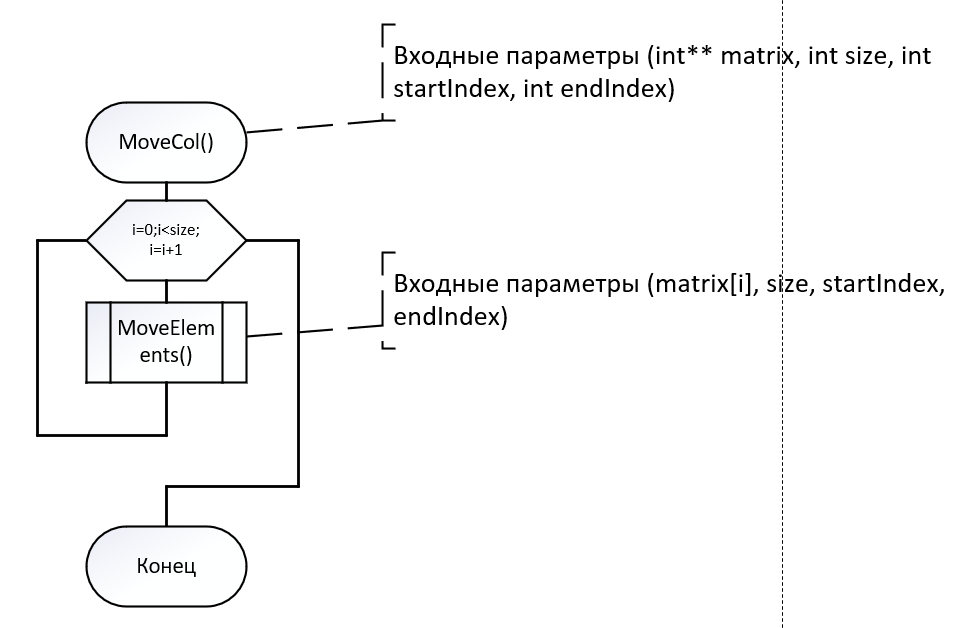 Входные параметры (int** matrix, int size, int
startIndex, int endIndex)
MoveCol()
i=0;i<size;
i=i+1
Входные параметры (matrix[i], size, startIndex,
endIndex)
MoveElem
ents()
Конец